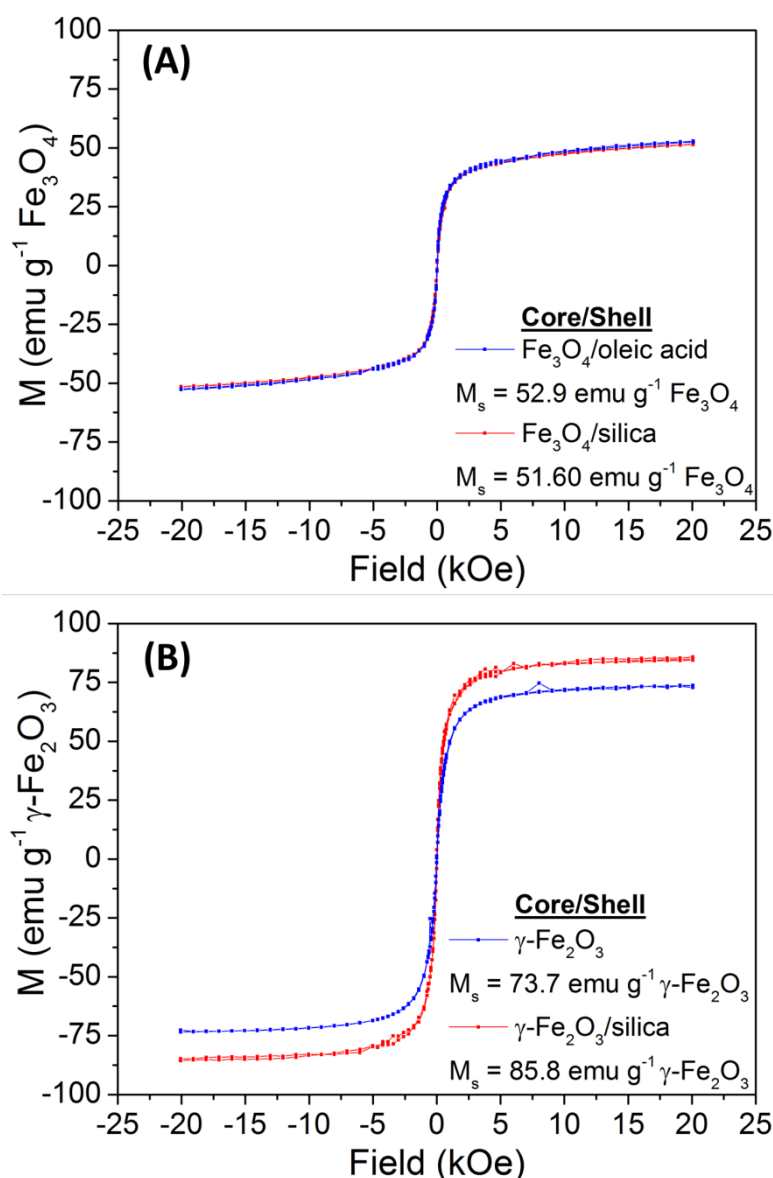 (A)
100
75
50
25
0
-25
-50
-75
-100
M (emu g⁻¹ Fe₃O₄)
Core/Shell
Fe₃O₄/oleic acid
Mₛ = 52.9 emu g⁻¹ Fe₃O₄
Fe₃O₄/silica
Mₛ = 51.60 emu g⁻¹ Fe₃O₄
-25 -20 -15 -10 -5 0 5 10 15 20 25
Field (kOe)
(B)
100
75
50
25
0
-25
-50
-75
-100
M (emu g⁻¹ γ-Fe₂O₃)
Core/Shell
γ-Fe₂O₃
Mₛ = 73.7 emu g⁻¹ γ-Fe₂O₃
γ-Fe₂O₃/silica
Mₛ = 85.8 emu g⁻¹ γ-Fe₂O₃
-25 -20 -15 -10 -5 0 5 10 15 20 25
Field (kOe)